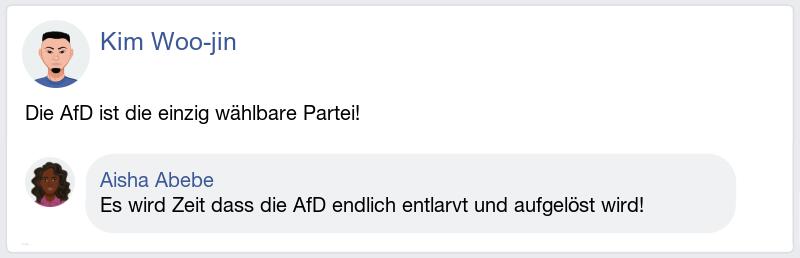 Kim Woo-jin
Die AfD ist die einzig wählbare Partei!
Aisha Abebe
Es wird Zeit dass die AfD endlich entlarvt und aufgelöst wird!